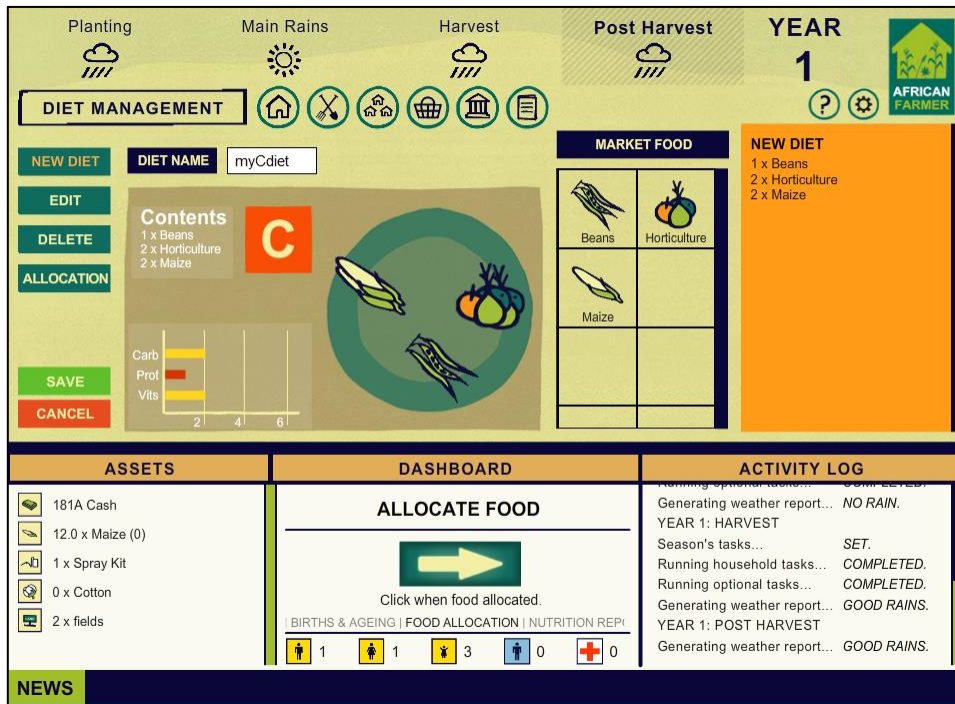 Planting
Main Rains
Harvest
Post Harvest
YEAR
1
AFRICAN
FARMER
DIET MANAGEMENT
?
NEW DIET
EDIT
DELETE
ALLOCATION
SAVE
CANCEL
DIET NAME
myCdiet
Contents
1 x Beans
2 x Horticulture
2 x Maize
C
Carb
Prot
Vits
2 4 6
MARKET FOOD
Beans
Horticulture
Maize
NEW DIET
1 x Beans
2 x Horticulture
2 x Maize
ASSETS
181A Cash
12.0 x Maize (0)
1 x Spray Kit
0 x Cotton
2 x fields
DASHBOARD
ALLOCATE FOOD
Click when food allocated.
| BIRTHS & AGEING | FOOD ALLOCATION | NUTRITION REP
1 1 3 0 0
ACTIVITY LOG
Running optional tasks... COMPLETED.
Generating weather report... NO RAIN.
YEAR 1: HARVEST
Season's tasks... SET.
Running household tasks... COMPLETED.
Running optional tasks... COMPLETED.
Generating weather report... GOOD RAINS.
YEAR 1: POST HARVEST
Generating weather report... GOOD RAINS.
NEWS